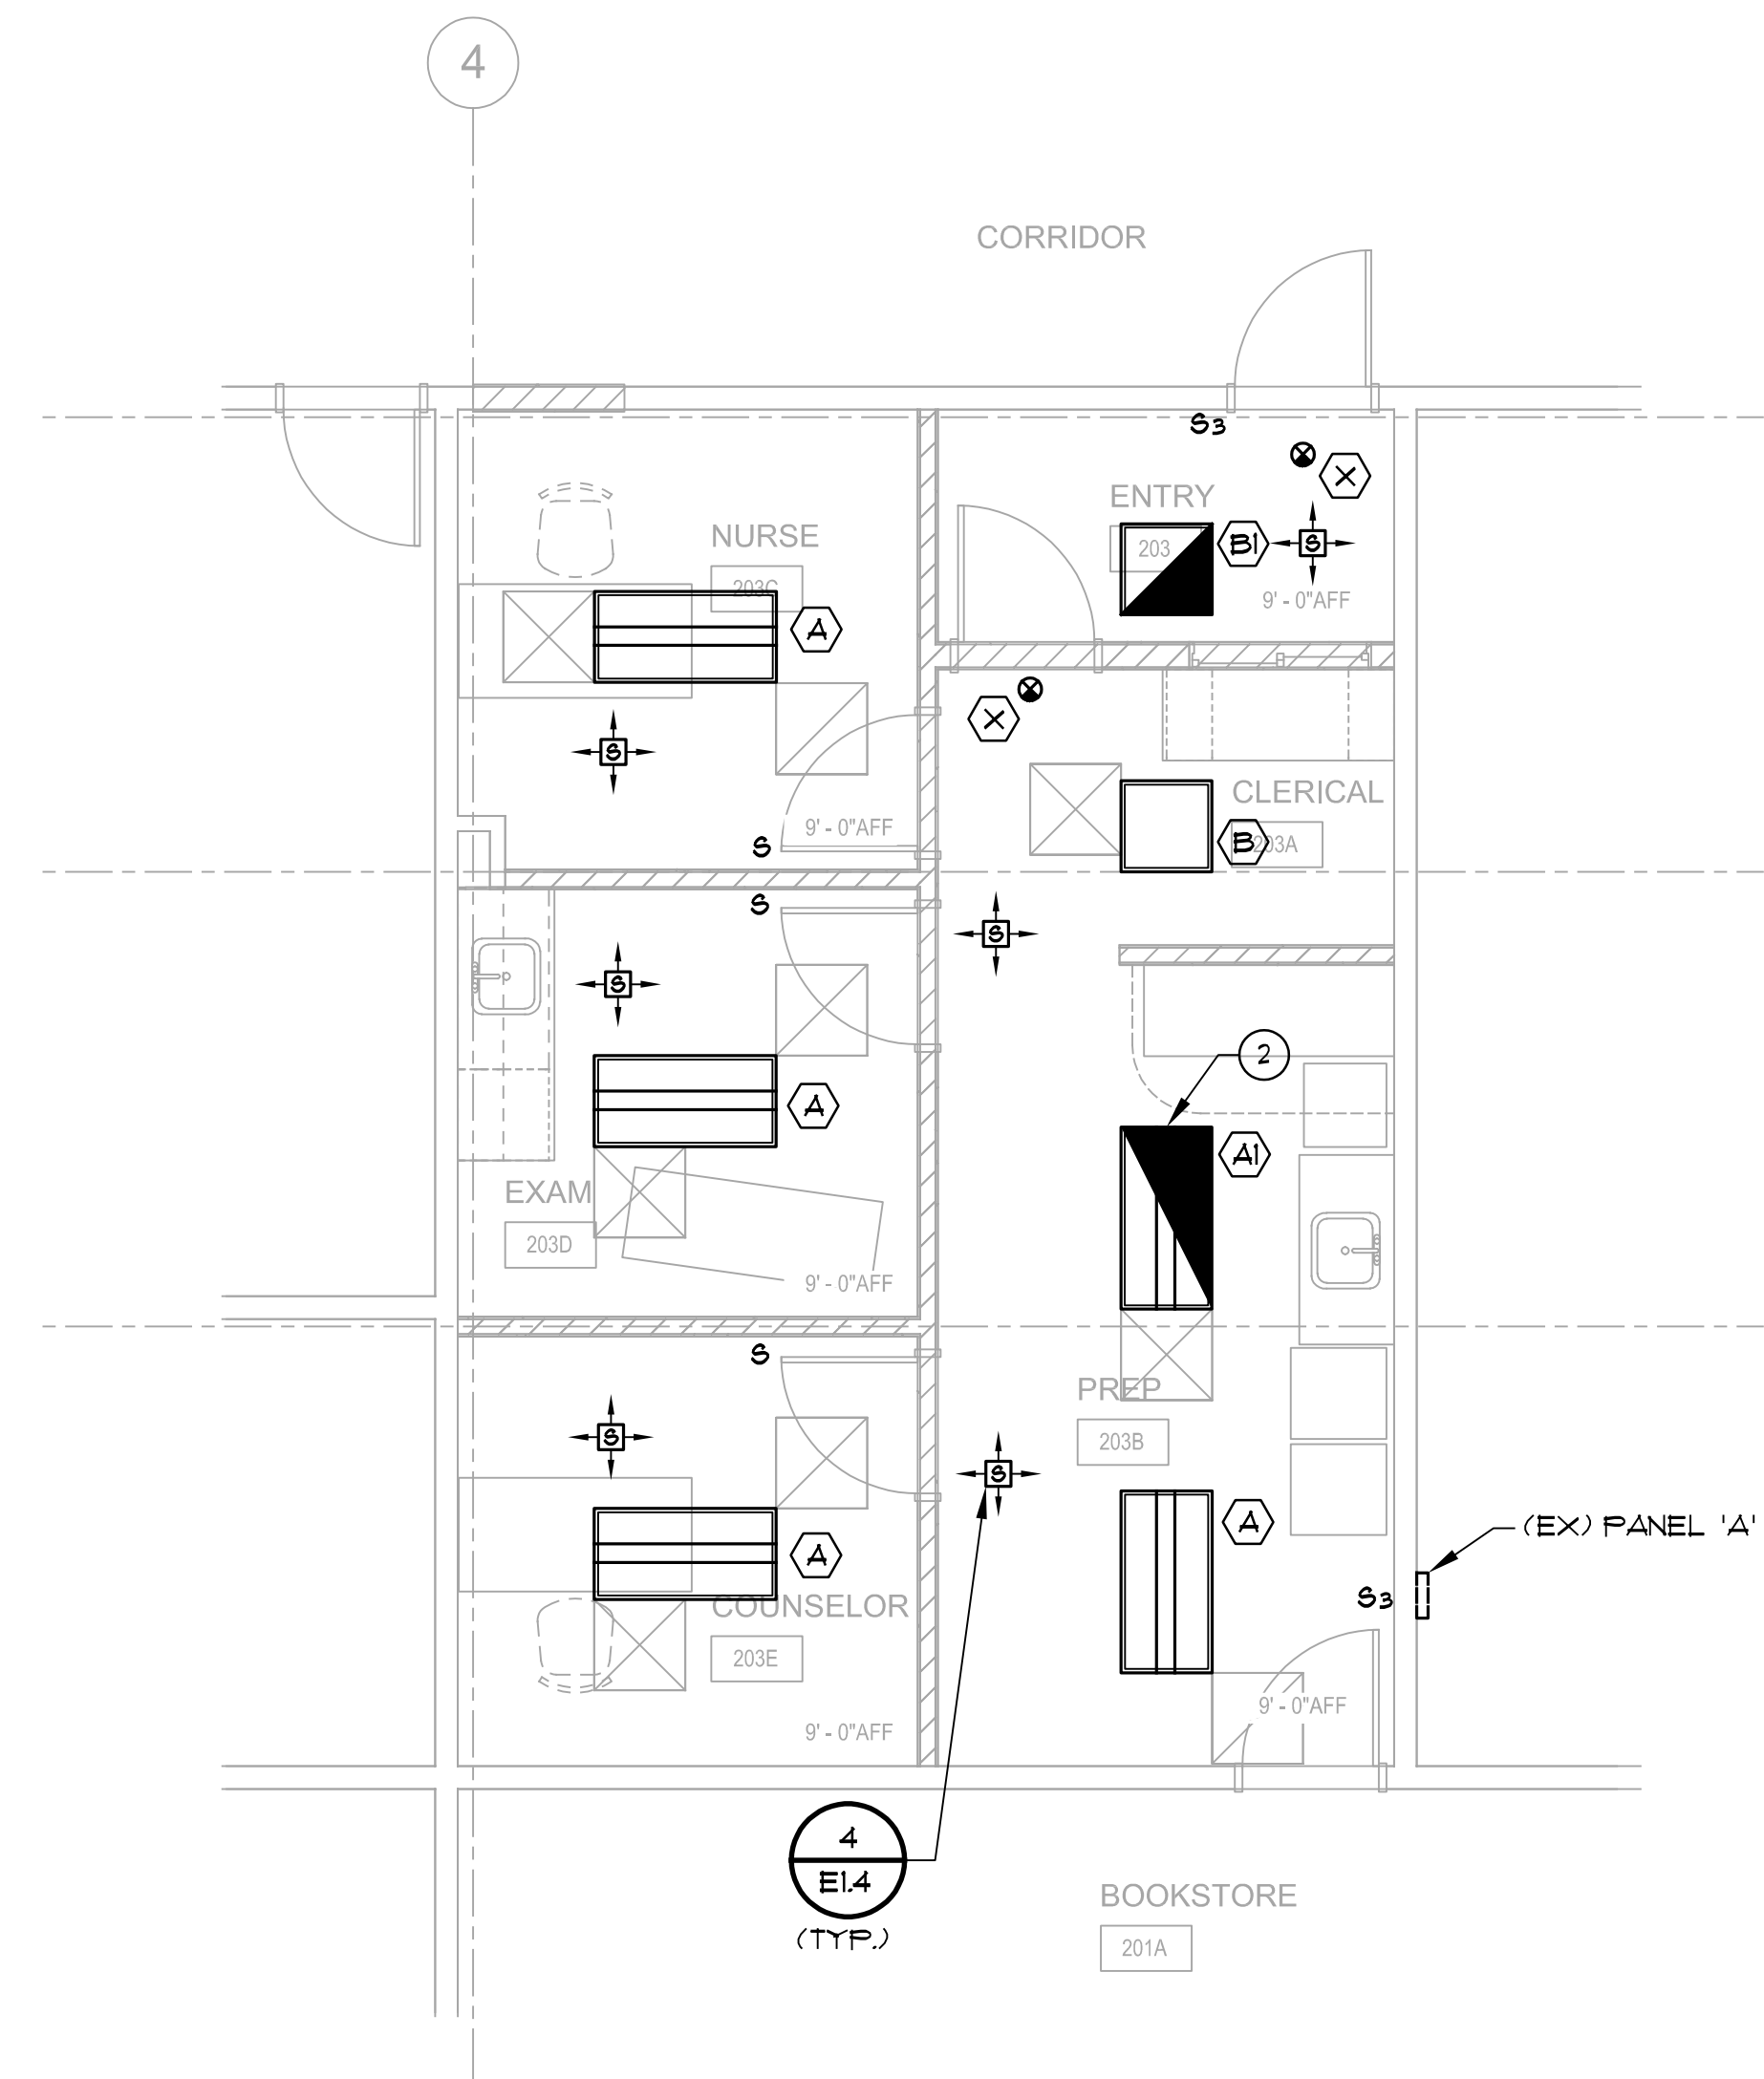 4
CORRIDOR
S3
X
ENTRY
203
B1
S
9' - 0"AFF
NURSE
203C
A
S
9' - 0"AFF
S
X
CLERICAL
203A
B
S
S
S
A
EXAM
203D
9' - 0"AFF
2
A1
PREP
203B
S
S
S
A
COUNSELOR
203E
9' - 0"AFF
A
(EX) PANEL 'A'
S3
9' - 0"AFF
4
E1.4
(TYP.)
BOOKSTORE
201A